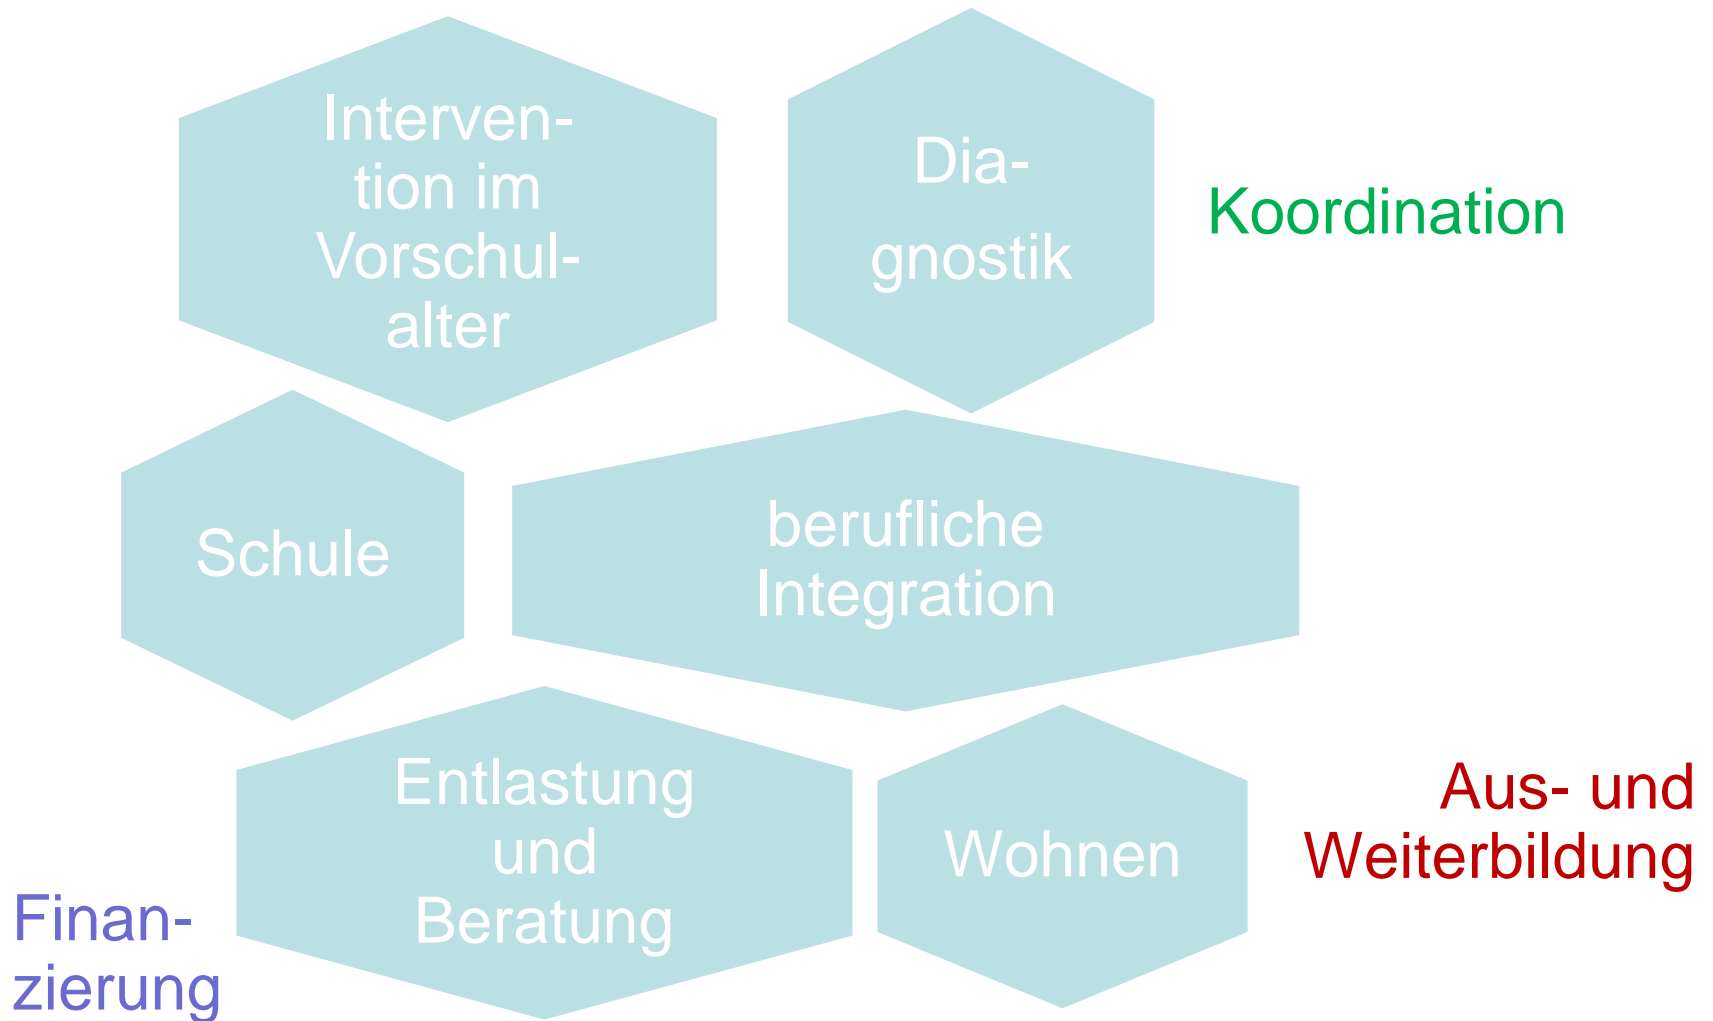 Interven-
tion im
Vorschul-
alter
Dia-
gnostik
Koordination
Schule
berufliche
Integration
Entlastung
und
Beratung
Wohnen
Aus- und
Weiterbildung
Finan-
zierung